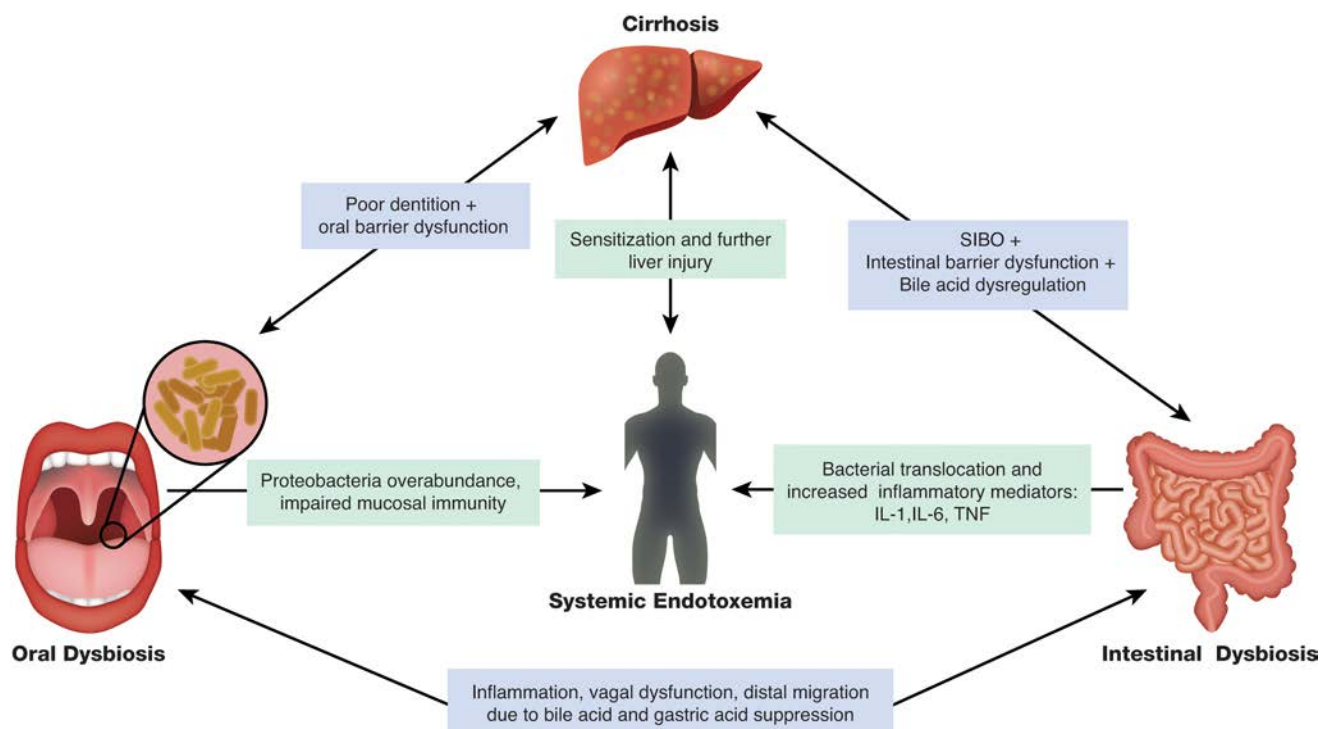 Cirrhosis
Poor dentition +
oral barrier dysfunction
Sensitization and further
liver injury
SIBO +
Intestinal barrier dysfunction +
Bile acid dysregulation
Proteobacteria overabundance,
impaired mucosal immunity
Bacterial translocation and
increased inflammatory mediators:
IL-1,IL-6, TNF
Systemic Endotoxemia
Oral Dysbiosis
Intestinal Dysbiosis
Inflammation, vagal dysfunction, distal migration
due to bile acid and gastric acid suppression